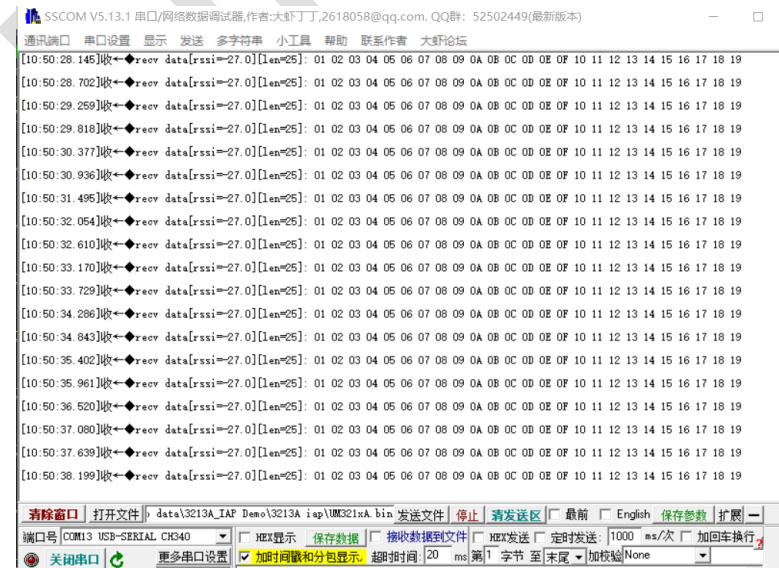 SSCOM V5.13.1 串口/网络数据调试器,作者:大虾丁丁,2618058@qq.com. QQ群: 52502449(最新版本)
通讯端口 串口设置 显示 发送 多字符串 小工具 帮助 联系作者 大虾论坛
[10:50:28.145]收←◆recv data[rssi=-27.0][len=25]: 01 02 03 04 05 06 07 08 09 0A 0B 0C 0D 0E 0F 10 11 12 13 14 15 16 17 18 19
[10:50:28.702]收←◆recv data[rssi=-27.0][len=25]: 01 02 03 04 05 06 07 08 09 0A 0B 0C 0D 0E 0F 10 11 12 13 14 15 16 17 18 19
[10:50:29.259]收←◆recv data[rssi=-27.0][len=25]: 01 02 03 04 05 06 07 08 09 0A 0B 0C 0D 0E 0F 10 11 12 13 14 15 16 17 18 19
[10:50:29.818]收←◆recv data[rssi=-27.0][len=25]: 01 02 03 04 05 06 07 08 09 0A 0B 0C 0D 0E 0F 10 11 12 13 14 15 16 17 18 19
[10:50:30.377]收←◆recv data[rssi=-27.0][len=25]: 01 02 03 04 05 06 07 08 09 0A 0B 0C 0D 0E 0F 10 11 12 13 14 15 16 17 18 19
[10:50:30.936]收←◆recv data[rssi=-27.0][len=25]: 01 02 03 04 05 06 07 08 09 0A 0B 0C 0D 0E 0F 10 11 12 13 14 15 16 17 18 19
[10:50:31.495]收←◆recv data[rssi=-27.0][len=25]: 01 02 03 04 05 06 07 08 09 0A 0B 0C 0D 0E 0F 10 11 12 13 14 15 16 17 18 19
[10:50:32.054]收←◆recv data[rssi=-27.0][len=25]: 01 02 03 04 05 06 07 08 09 0A 0B 0C 0D 0E 0F 10 11 12 13 14 15 16 17 18 19
[10:50:32.610]收←◆recv data[rssi=-27.0][len=25]: 01 02 03 04 05 06 07 08 09 0A 0B 0C 0D 0E 0F 10 11 12 13 14 15 16 17 18 19
[10:50:33.170]收←◆recv data[rssi=-27.0][len=25]: 01 02 03 04 05 06 07 08 09 0A 0B 0C 0D 0E 0F 10 11 12 13 14 15 16 17 18 19
[10:50:33.729]收←◆recv data[rssi=-27.0][len=25]: 01 02 03 04 05 06 07 08 09 0A 0B 0C 0D 0E 0F 10 11 12 13 14 15 16 17 18 19
[10:50:34.286]收←◆recv data[rssi=-27.0][len=25]: 01 02 03 04 05 06 07 08 09 0A 0B 0C 0D 0E 0F 10 11 12 13 14 15 16 17 18 19
[10:50:34.843]收←◆recv data[rssi=-27.0][len=25]: 01 02 03 04 05 06 07 08 09 0A 0B 0C 0D 0E 0F 10 11 12 13 14 15 16 17 18 19
[10:50:35.402]收←◆recv data[rssi=-27.0][len=25]: 01 02 03 04 05 06 07 08 09 0A 0B 0C 0D 0E 0F 10 11 12 13 14 15 16 17 18 19
[10:50:35.961]收←◆recv data[rssi=-27.0][len=25]: 01 02 03 04 05 06 07 08 09 0A 0B 0C 0D 0E 0F 10 11 12 13 14 15 16 17 18 19
[10:50:36.520]收←◆recv data[rssi=-27.0][len=25]: 01 02 03 04 05 06 07 08 09 0A 0B 0C 0D 0E 0F 10 11 12 13 14 15 16 17 18 19
[10:50:37.080]收←◆recv data[rssi=-27.0][len=25]: 01 02 03 04 05 06 07 08 09 0A 0B 0C 0D 0E 0F 10 11 12 13 14 15 16 17 18 19
[10:50:37.639]收←◆recv data[rssi=-27.0][len=25]: 01 02 03 04 05 06 07 08 09 0A 0B 0C 0D 0E 0F 10 11 12 13 14 15 16 17 18 19
[10:50:38.199]收←◆recv data[rssi=-27.0][len=25]: 01 02 03 04 05 06 07 08 09 0A 0B 0C 0D 0E 0F 10 11 12 13 14 15 16 17 18 19
清除窗口 打开文件 data\3213A_IAP Demo\3213A iap\UM321xA.bin 发送文件 停止 清发送区 最前 English 保存参数 扩展 —
端口号 COM13 USB-SERIAL CH340 HEX显示 保存数据 接收数据到文件 HEX发送 定时发送: 1000 ms/次 加回车换行
关闭串口 更多串口设置 加时间戳和分包显示, 超时时间: 20 ms 第1 字节 至 末尾 加校验 None